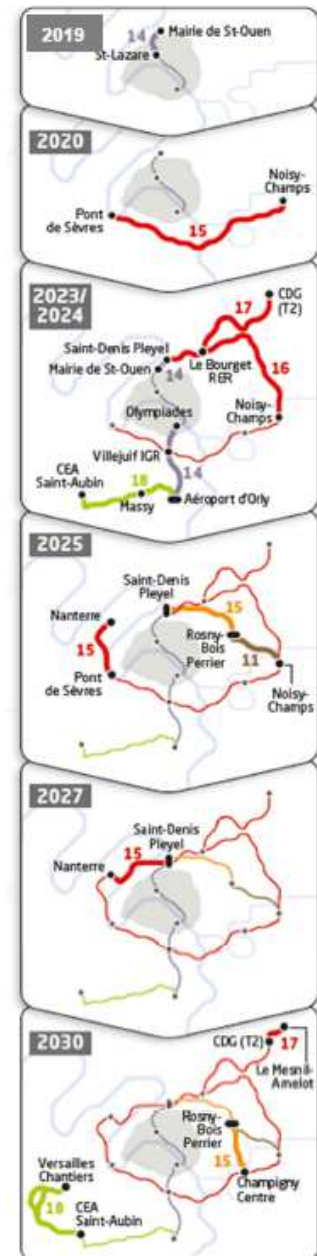 2019
Mairie de St-Ouen
14
St-Lazare
2020
Noisy-
Champs
Pont
de Sèvres
15
2023/
2024
CDG
(T2)
17
Saint-Denis Pleyel
Mairie de St-Ouen
14
Le Bourget
RER
16
Olympiades
Noisy-
Champs
Villejuif IGR
CEA
Saint-Aubin
18
14
Massy
Aéroport d'Orly
2025
Saint-Denis
Pleyel
Nanterre
15
15
Rosny-
Bois
Perrier
11
Pont
de Sèvres
Noisy-
Champs
2027
Saint-Denis
Pleyel
15
Nanterre
2030
CDG (T2)
17
Le Mesnil-
Amelot
Rosny-
Bois
Perrier
15
Versailles
Chantiers
Champigny
Centre
18
CEA
Saint-Aubin